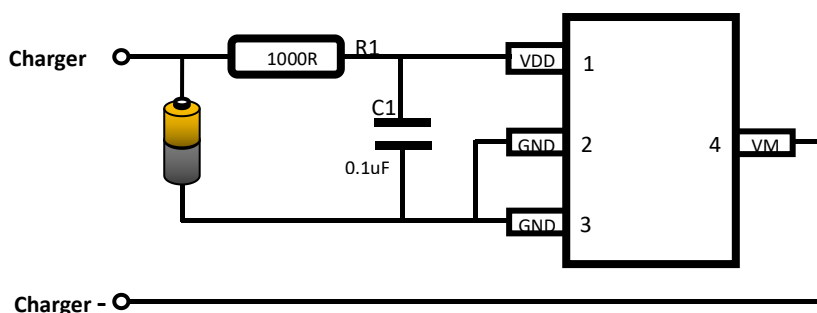 R1
Charger
1000R
VDD
1
C1
GND
2
4
VM
0.1uF
GND
3
Charger -